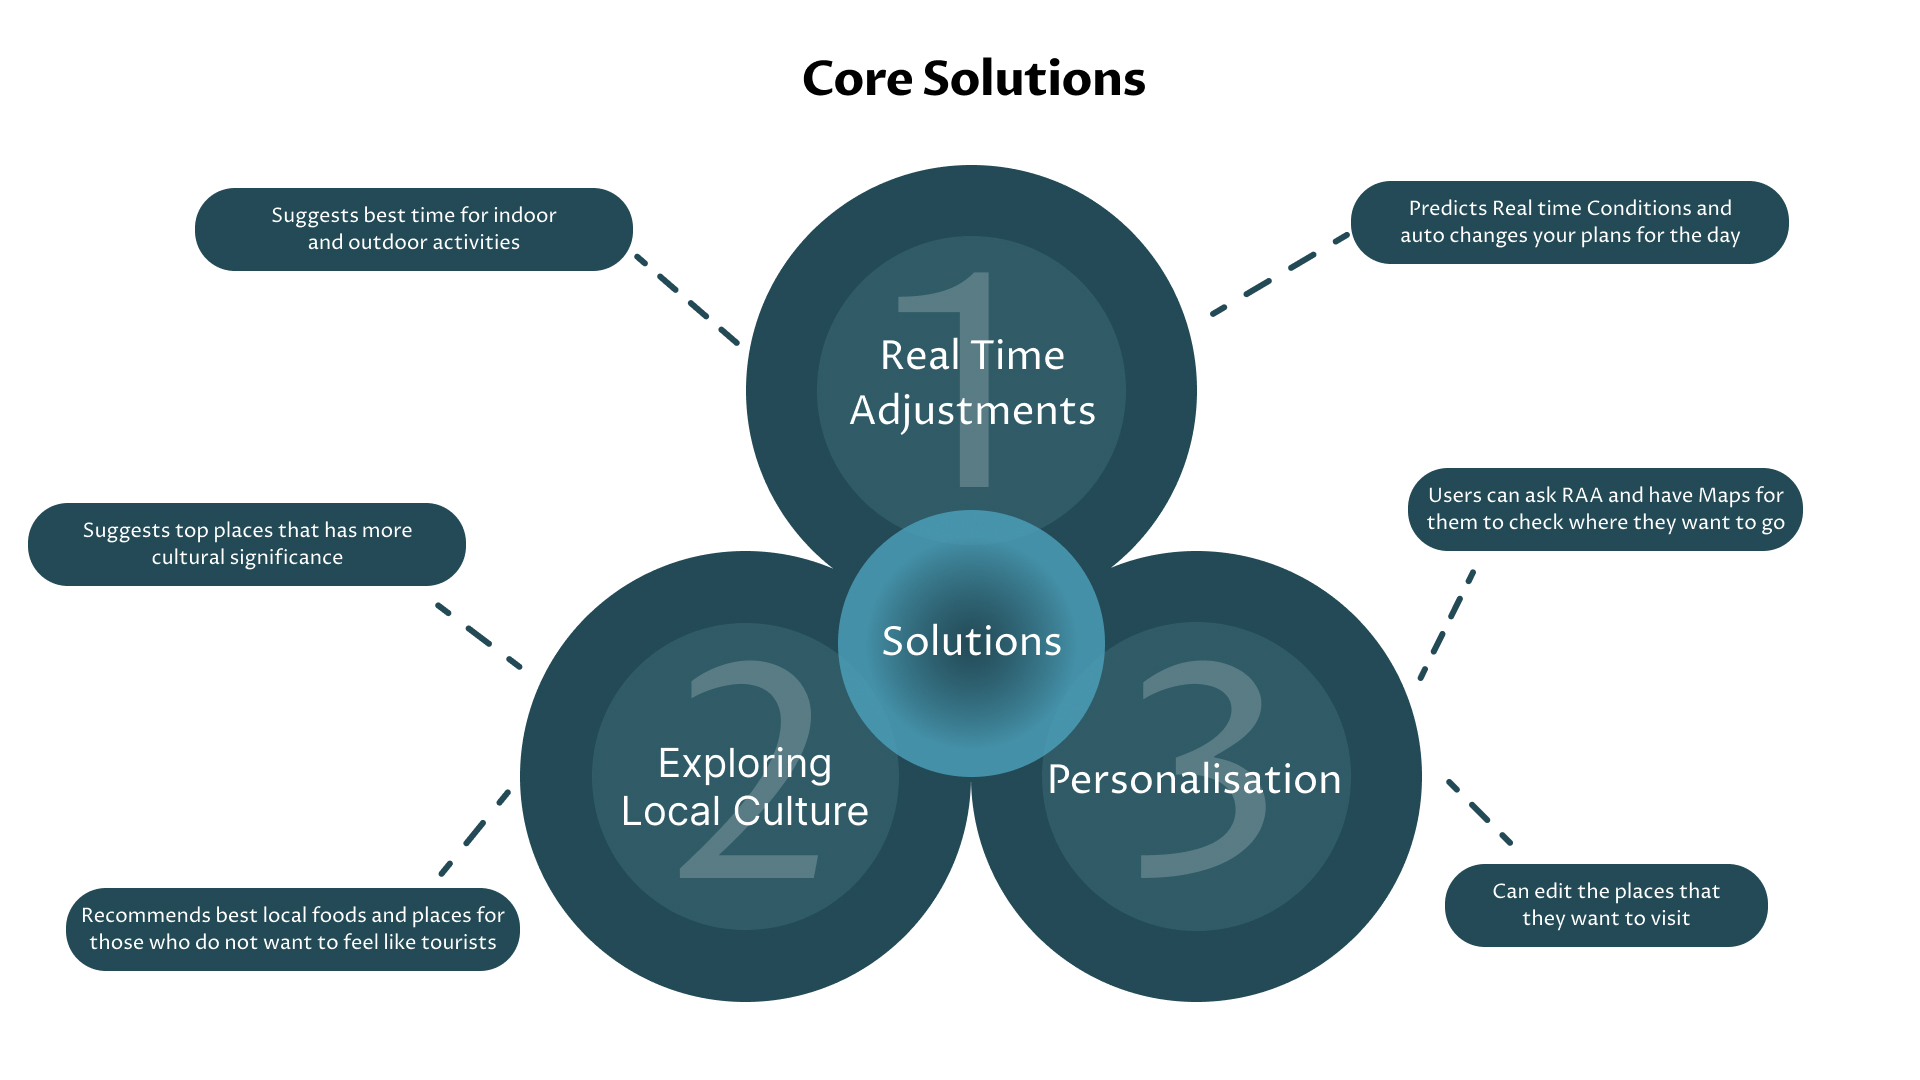 Core Solutions
Suggests best time for indoor
and outdoor activities
Predicts Real time Conditions and
auto changes your plans for the day
1
Real Time
Adjustments
Suggests top places that has more
cultural significance
Users can ask RAA and have Maps for
them to check where they want to go
Solutions
2
Exploring
Local Culture
3
Personalisation
Recommends best local foods and places for
those who do not want to feel like tourists
Can edit the places that
they want to visit